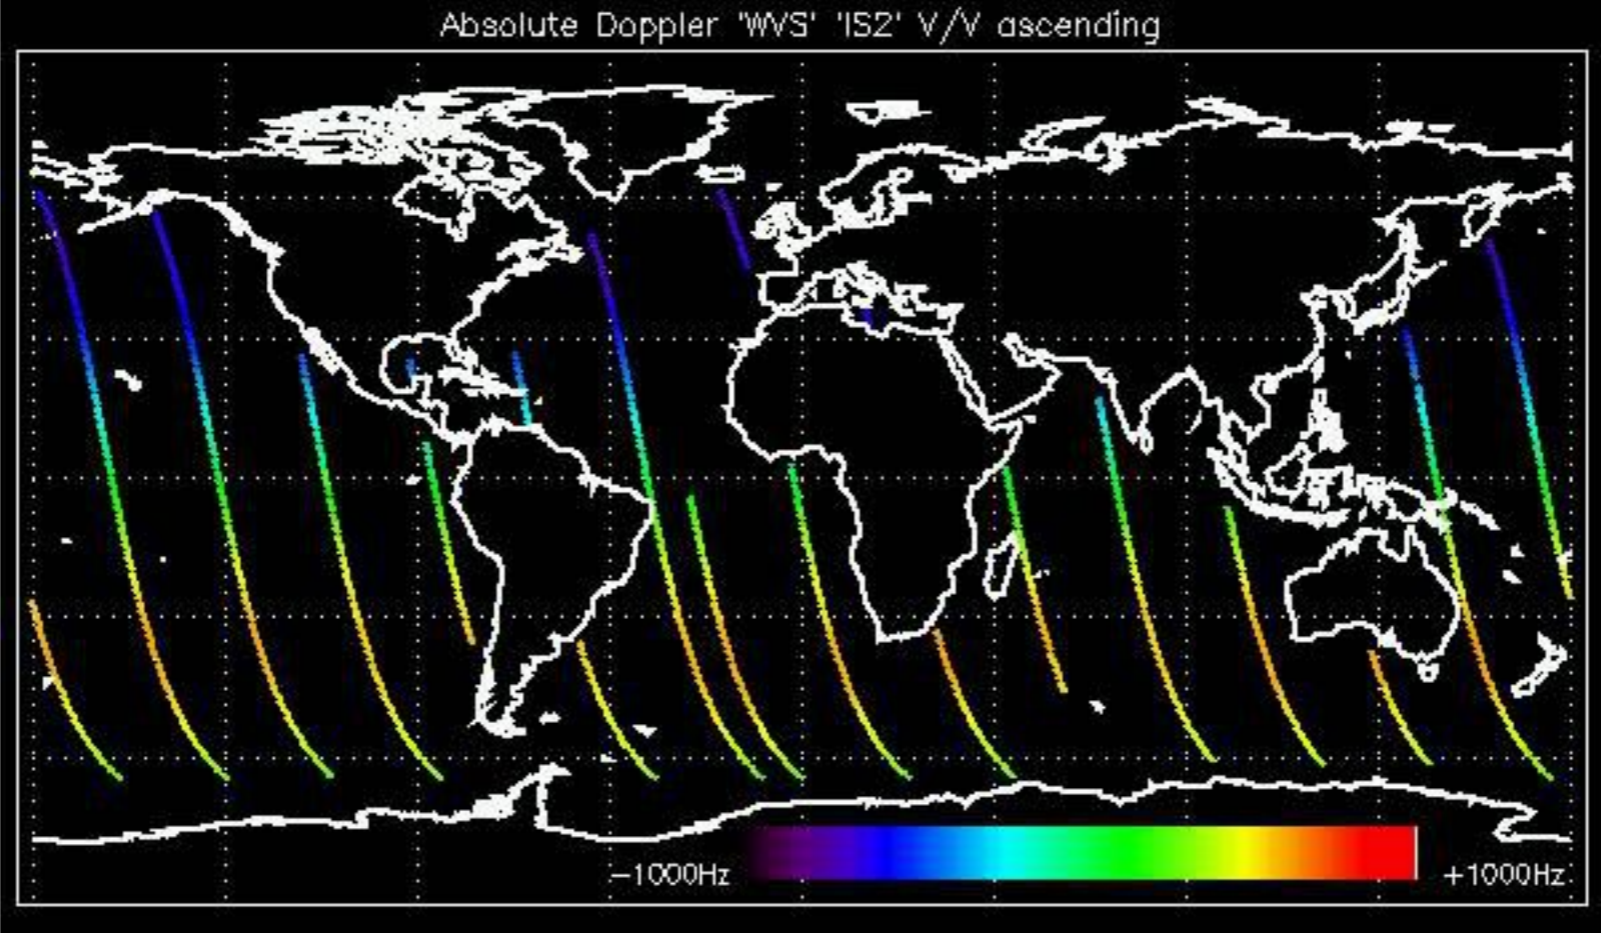 Absolute Doppler 'WVS' 'IS2' V/V ascending
−1000Hz +1000Hz